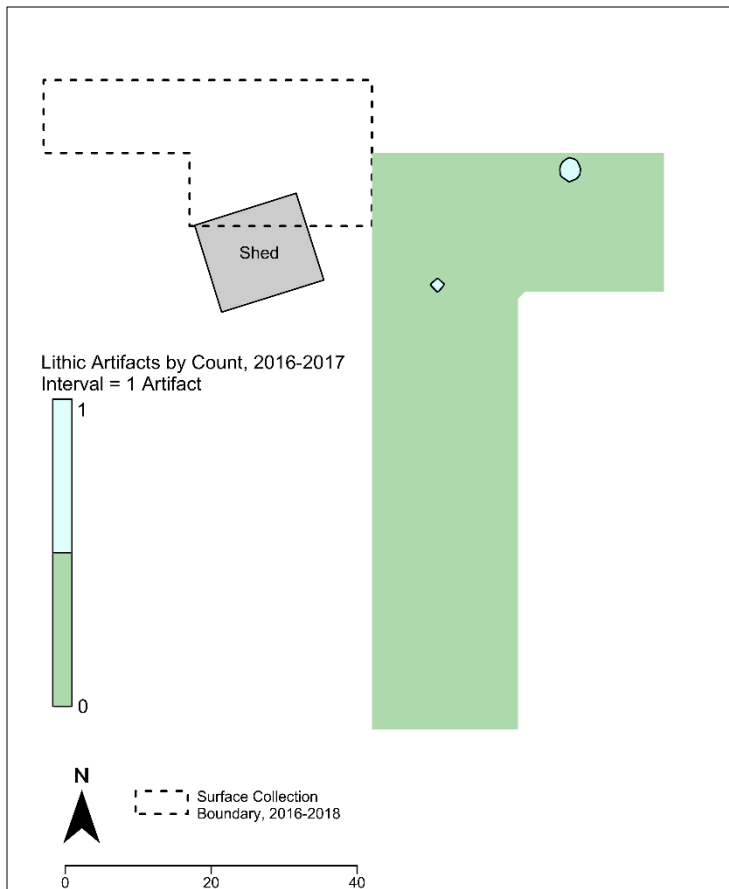 Shed
Lithic Artifacts by Count, 2016-2017
Interval = 1 Artifact
1
0
N
Surface Collection
Boundary, 2016-2018
0 20 40